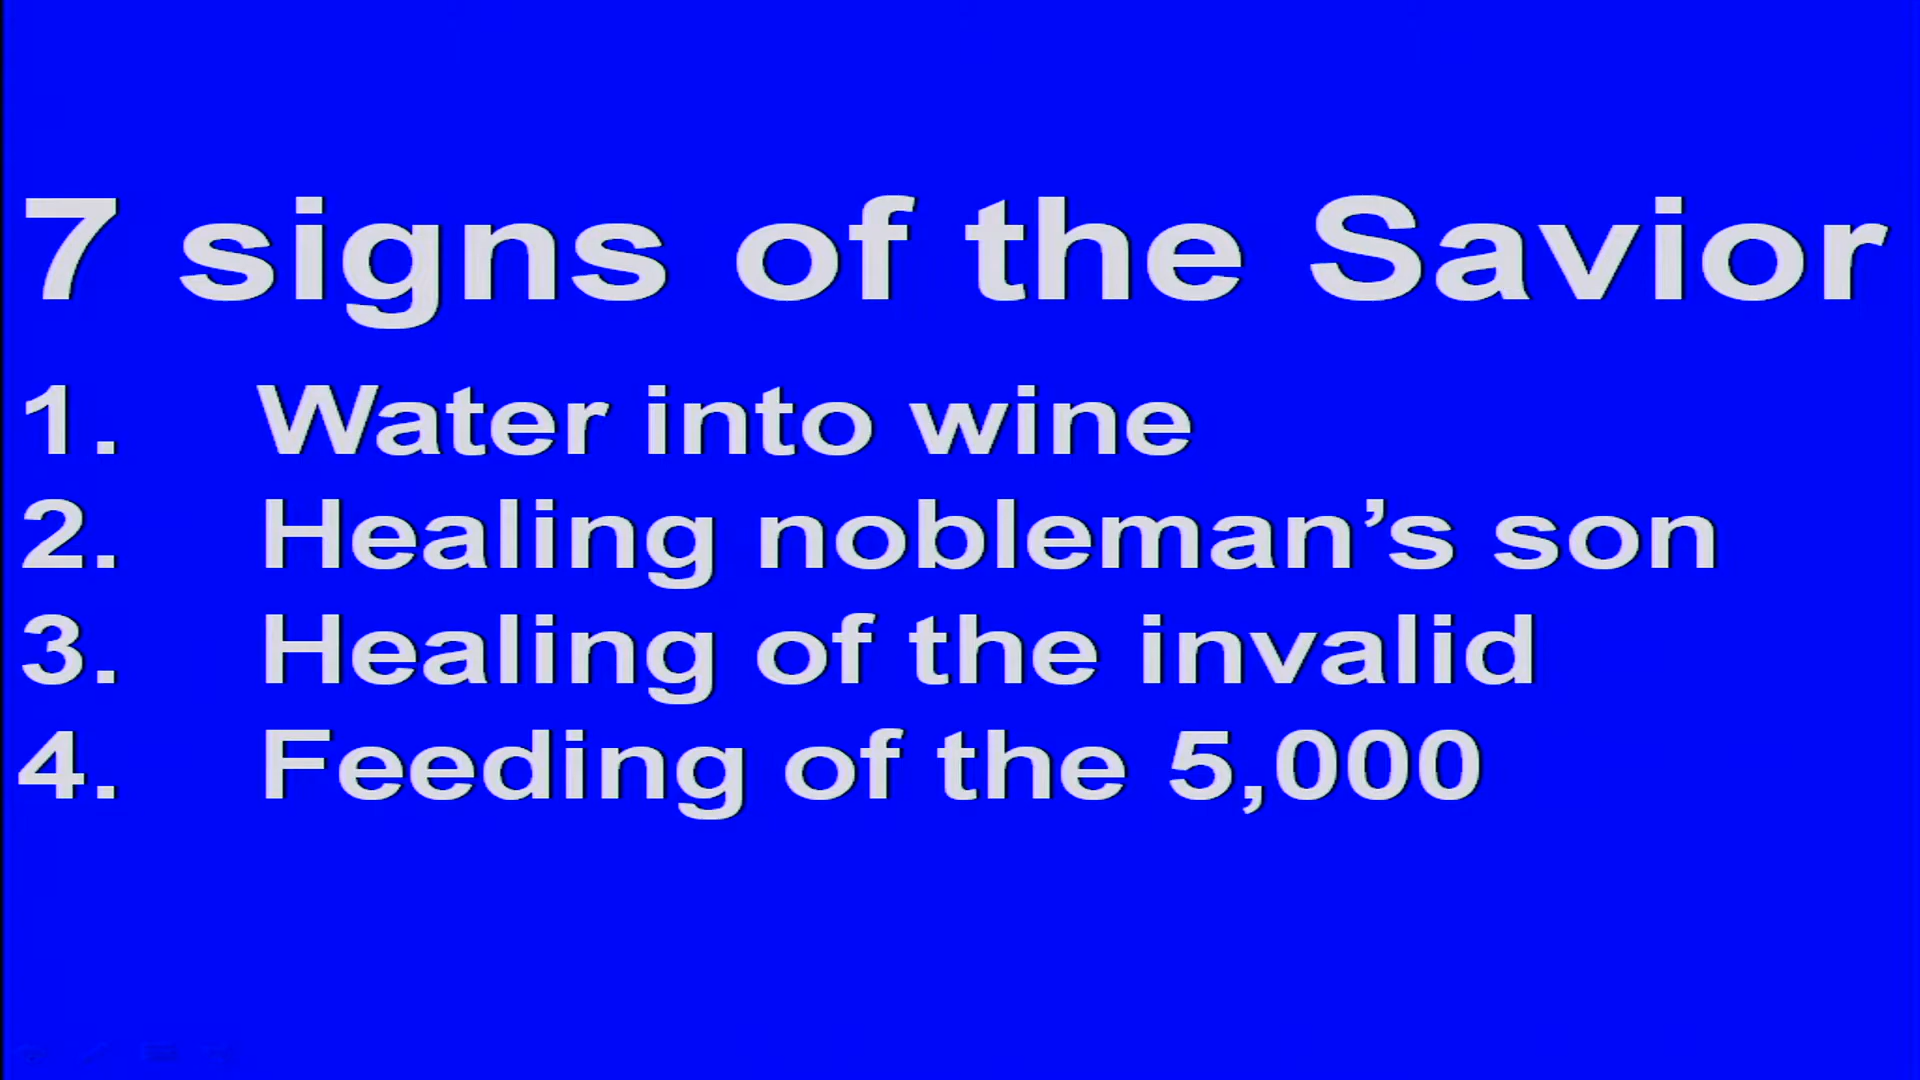 7 signs of the Savior
1. Water into wine
2. Healing nobleman’s son
3. Healing of the invalid
4. Feeding of the 5,000